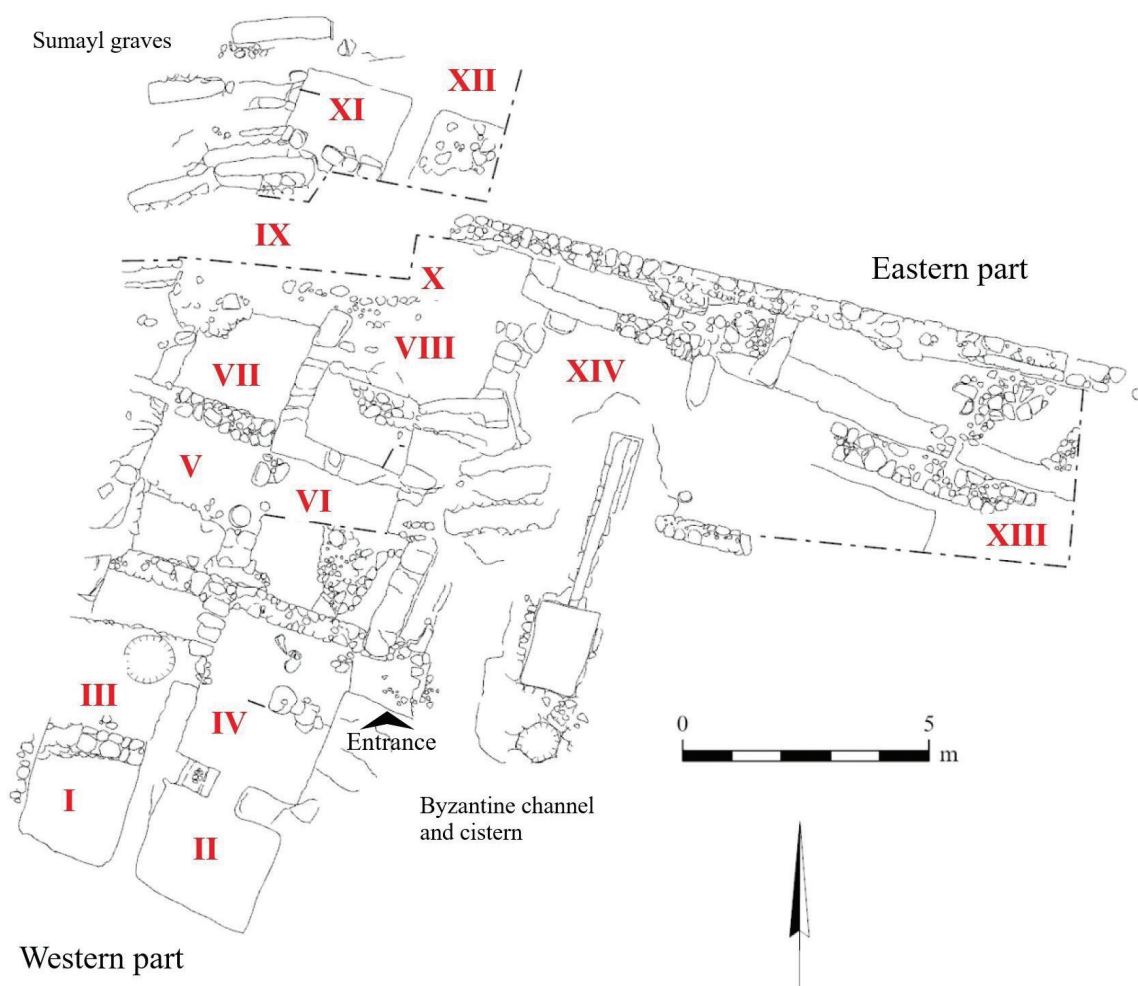 Sumayl graves
XII
XI
IX
Eastern part
X
VIII
XIV
VII
V
VI
XIII
III
IV
Entrance
0 5
m
I
Byzantine channel
and cistern
II
Western part